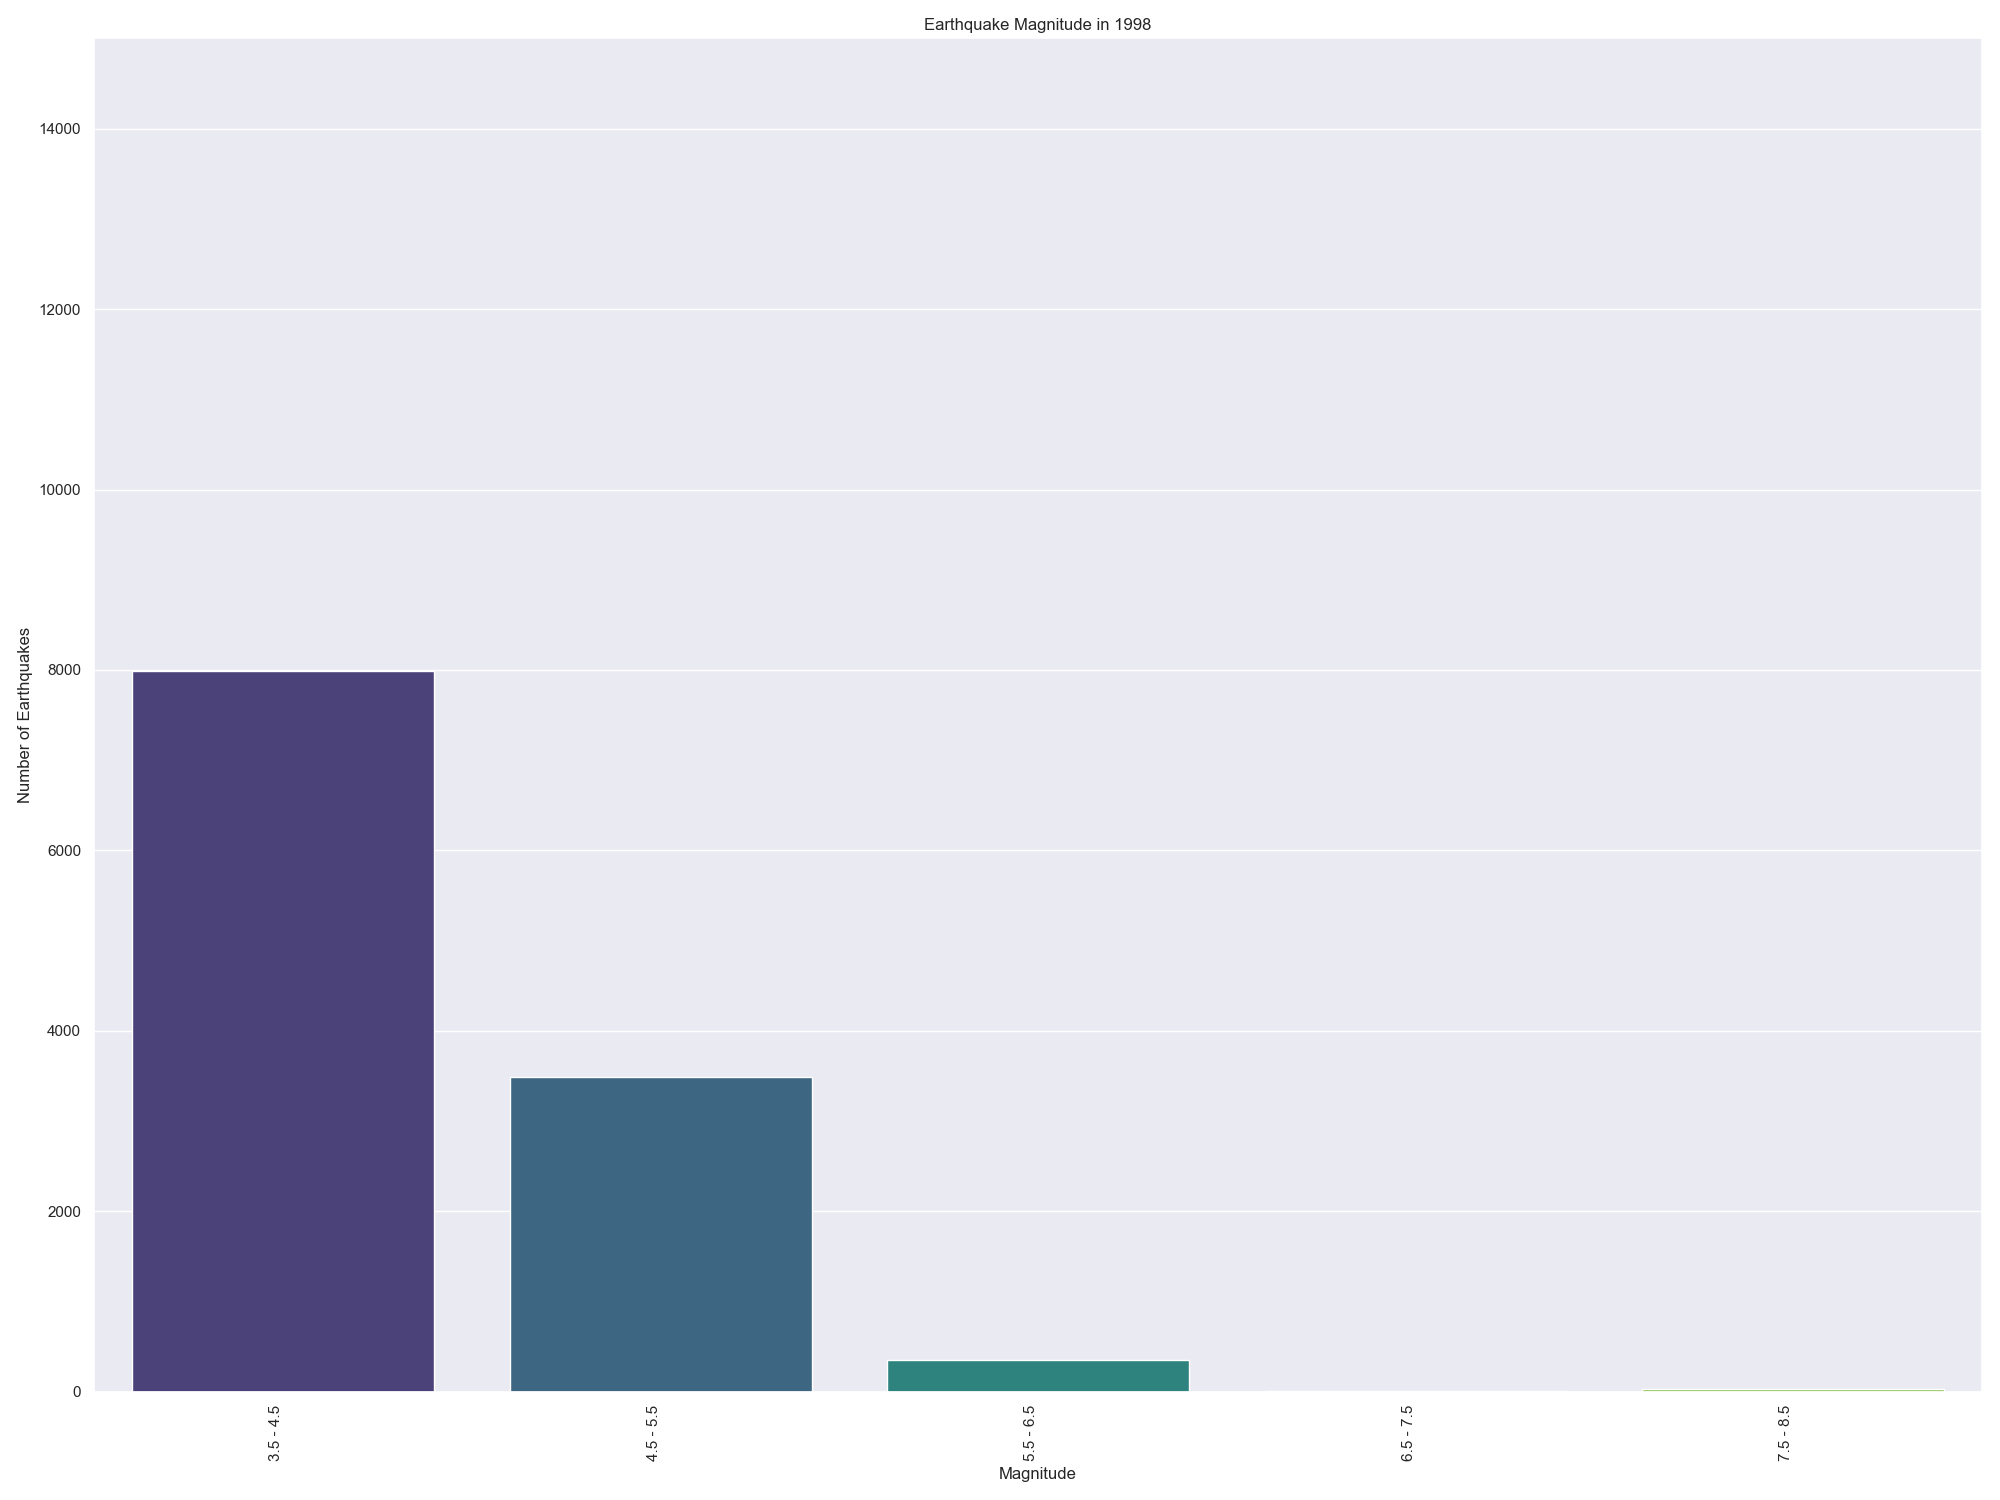 Earthquake Magnitude in 1998
14000
12000
10000
8000
6000
4000
2000
0
Number of Earthquakes
3.5 - 4.5
4.5 - 5.5
5.5 - 6.5
6.5 - 7.5
7.5 - 8.5
Magnitude